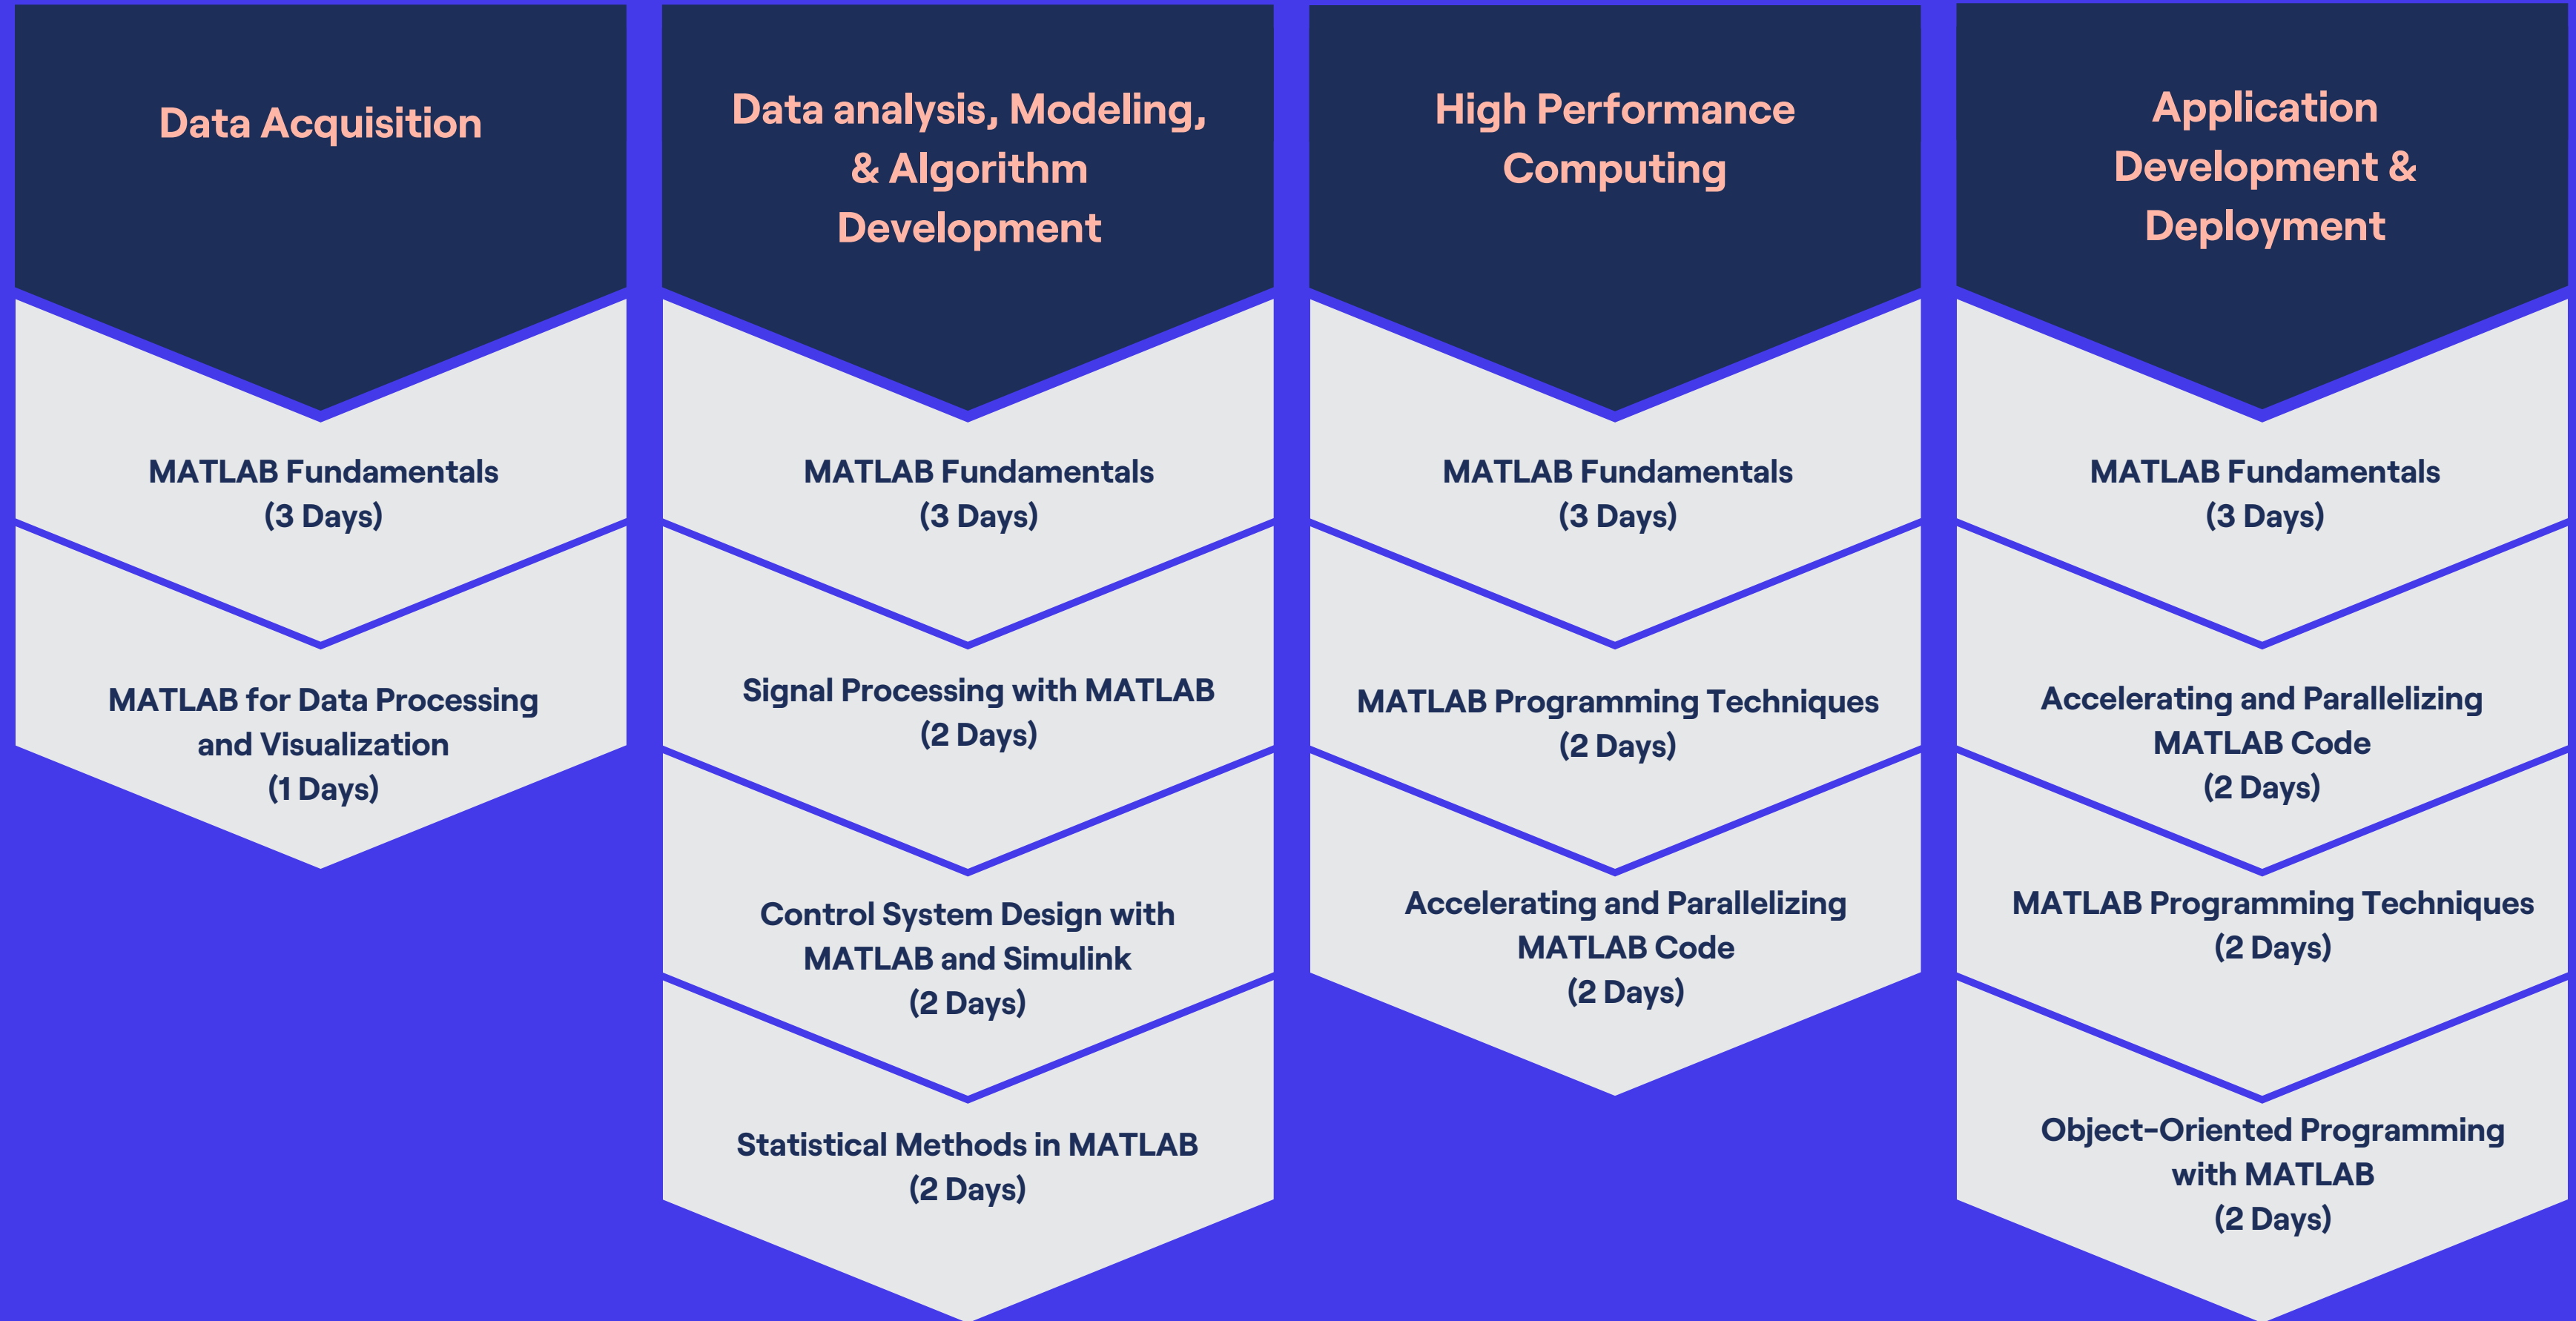 Data Acquisition
MATLAB Fundamentals
(3 Days)
MATLAB for Data Processing
and Visualization
(1 Days)
Data analysis, Modeling,
& Algorithm
Development
MATLAB Fundamentals
(3 Days)
Signal Processing with MATLAB
(2 Days)
Control System Design with
MATLAB and Simulink
(2 Days)
Statistical Methods in MATLAB
(2 Days)
High Performance
Computing
MATLAB Fundamentals
(3 Days)
MATLAB Programming Techniques
(2 Days)
Accelerating and Parallelizing
MATLAB Code
(2 Days)
Application
Development &
Deployment
MATLAB Fundamentals
(3 Days)
Accelerating and Parallelizing
MATLAB Code
(2 Days)
MATLAB Programming Techniques
(2 Days)
Object-Oriented Programming
with MATLAB
(2 Days)